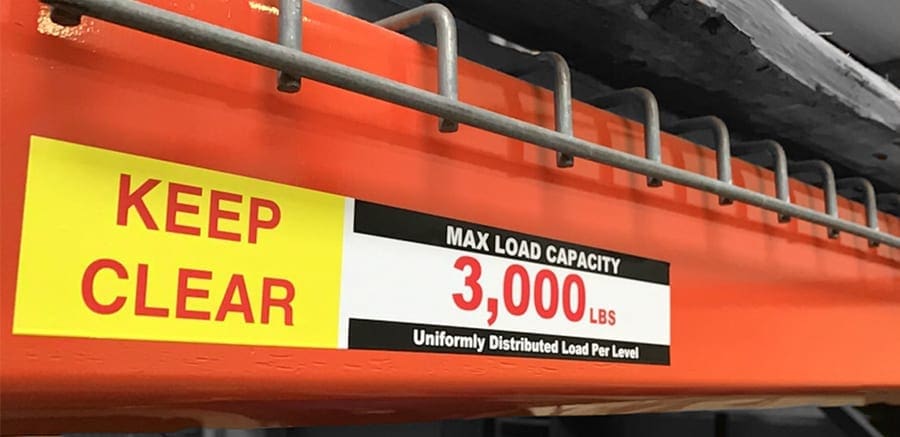 KEEP
CLEAR
MAX LOAD CAPACITY
3,000 LBS
Uniformly Distributed Load Per Level